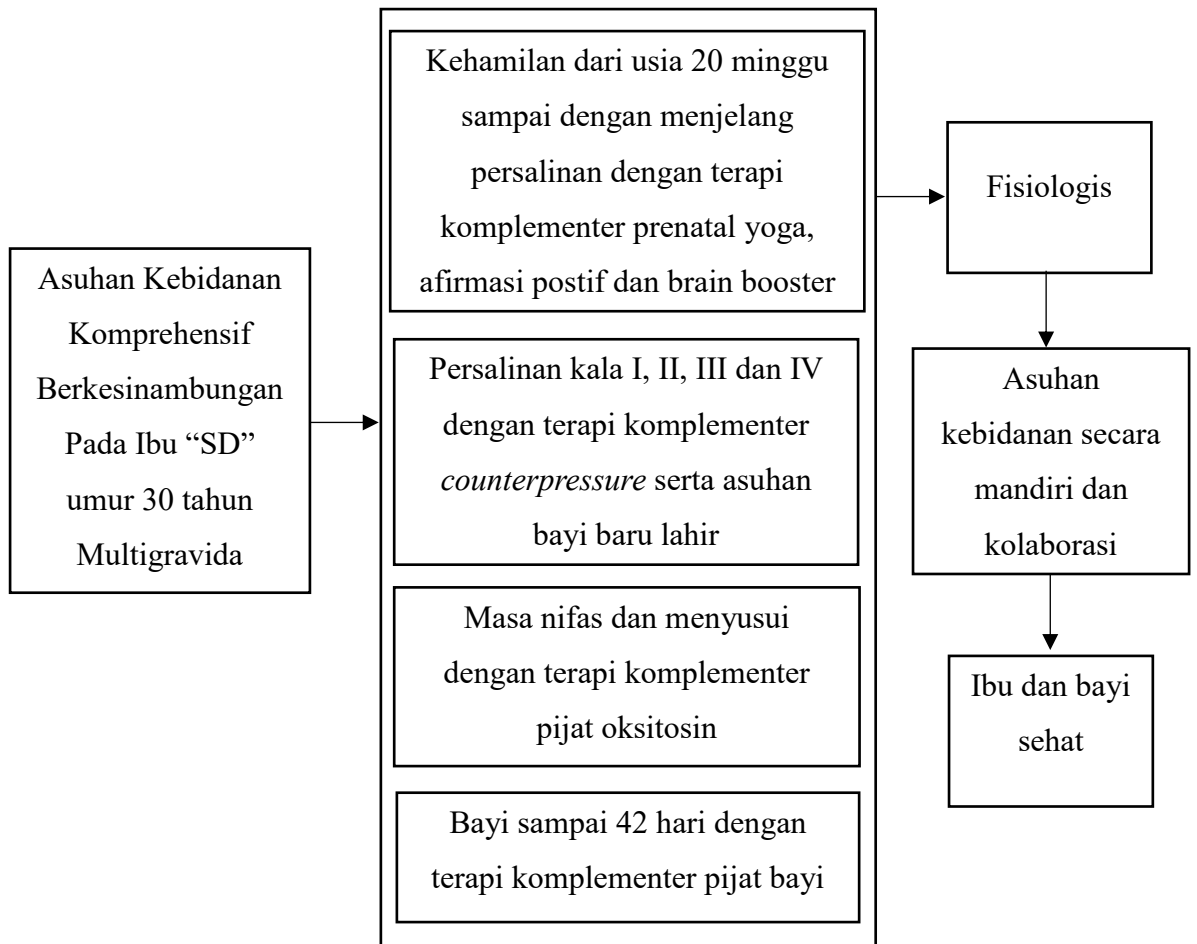 Asuhan Kebidanan
Komprehensif
Berkesinambungan
Pada Ibu “SD”
umur 30 tahun
Multigravida
Kehamilan dari usia 20 minggu
sampai dengan menjelang
persalinan dengan terapi
komplementer prenatal yoga,
afirmasi postif dan brain booster
Persalinan kala I, II, III dan IV
dengan terapi komplementer
counterpressure serta asuhan
bayi baru lahir
Masa nifas dan menyusui
dengan terapi komplementer
pijat oksitosin
Bayi sampai 42 hari dengan
terapi komplementer pijat bayi
Fisiologis
Asuhan
kebidanan secara
mandiri dan
kolaborasi
Ibu dan bayi
sehat